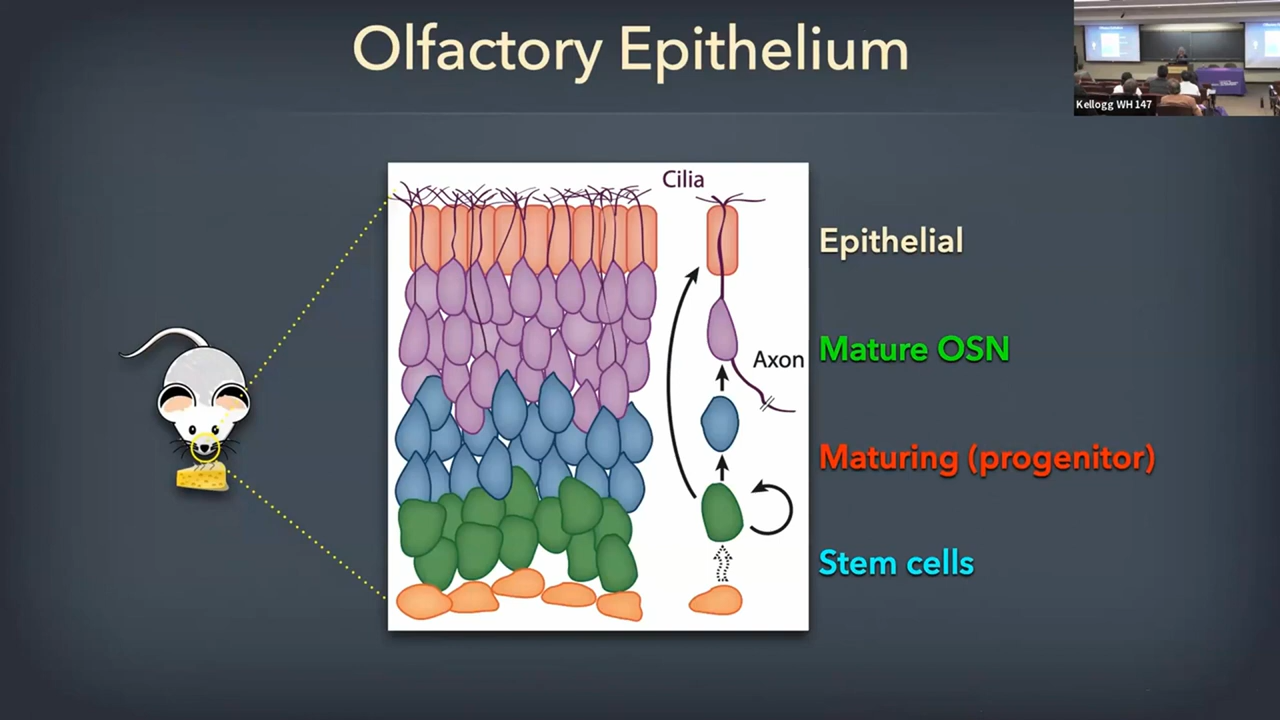 Olfactory Epithelium
Kellogg WH 147
Cilia
Epithelial
Mature OSN
Axon
Maturing (progenitor)
Stem cells